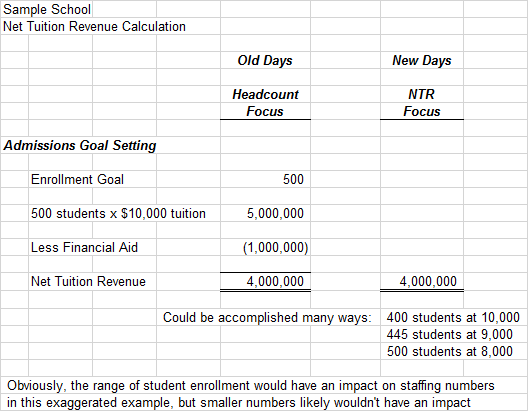 Sample School
Net Tuition Revenue Calculation
Old Days New Days
Headcount NTR
Focus Focus
Admissions Goal Setting
Enrollment Goal 500
500 students x $10,000 tuition 5,000,000
Less Financial Aid (1,000,000)
Net Tuition Revenue 4,000,000 4,000,000
Could be accomplished many ways: 400 students at 10,000
445 students at 9,000
500 students at 8,000
Obviously, the range of student enrollment would have an impact on staffing numbers
in this exaggerated example, but smaller numbers likely wouldn't have an impact